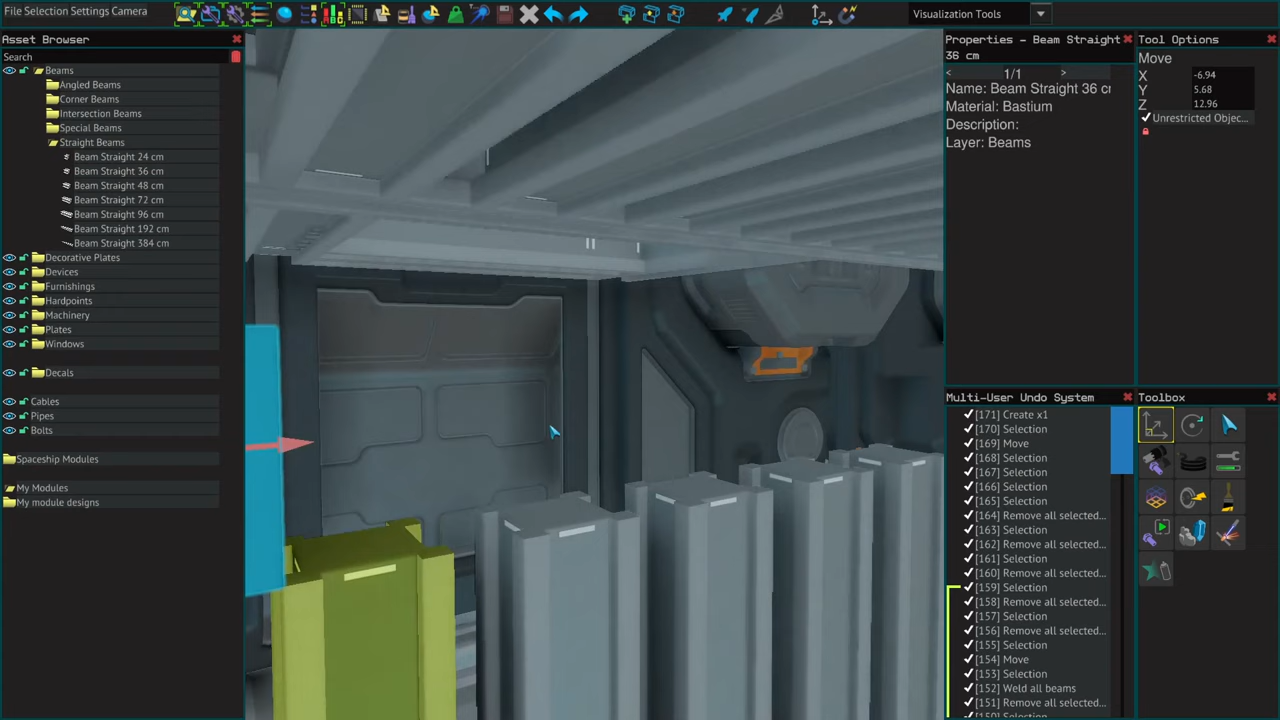 File Selection Settings Camera
Visualization Tools
Asset Browser
Search
Beams
Angled Beams
Corner Beams
Intersection Beams
Special Beams
Straight Beams
Beam Straight 24 cm
Beam Straight 36 cm
Beam Straight 48 cm
Beam Straight 72 cm
Beam Straight 96 cm
Beam Straight 192 cm
Beam Straight 384 cm
Decorative Plates
Devices
Furnishings
Hardpoints
Machinery
Plates
Windows
Decals
Cables
Pipes
Bolts
Spaceship Modules
My Modules
My module designs
Properties - Beam Straight
36 cm
< 1/1 >
Name: Beam Straight 36 cr
Material: Bastium
Description:
Layer: Beams
Tool Options
Move
X -6.94
Y 5.68
Z 12.96
Unrestricted Objec...
Multi-User Undo System
[171] Create x1
[170] Selection
[169] Move
[168] Selection
[167] Selection
[166] Selection
[165] Selection
[164] Remove all selected...
[163] Selection
[162] Remove all selected...
[161] Selection
[160] Remove all selected...
[159] Selection
[158] Remove all selected...
[157] Selection
[156] Remove all selected...
[155] Selection
[154] Move
[153] Selection
[152] Weld all beams
[151] Remove all selected...
Toolbox